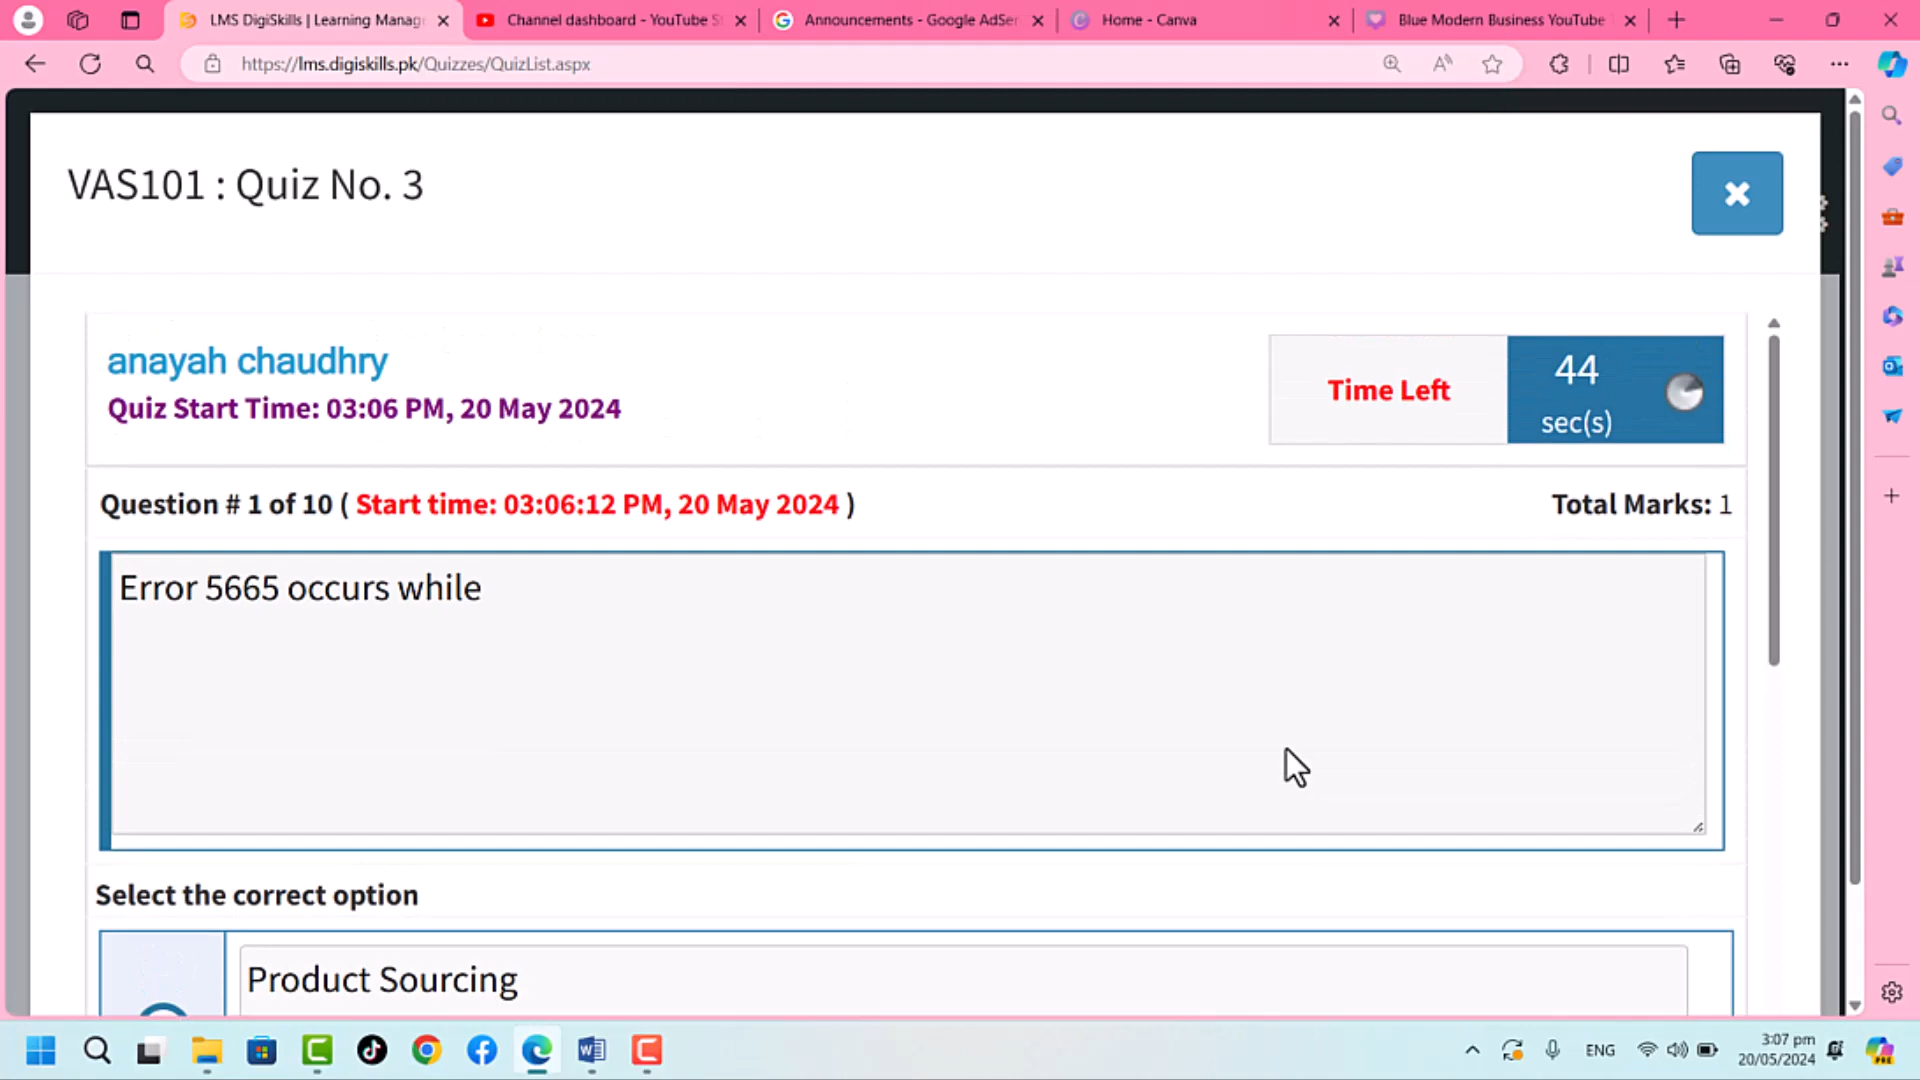 LMS DigiSkills | Learning Manag
Channel dashboard - YouTube S
Announcements - Google AdSen
Home - Canva
Blue Modern Business YouTube
https://lms.digiskills.pk/Quizzes/QuizList.aspx
VAS101 : Quiz No. 3
anayah chaudhry
Quiz Start Time: 03:06 PM, 20 May 2024
Time Left
44
sec(s)
Question # 1 of 10 ( Start time: 03:06:12 PM, 20 May 2024 )
Total Marks: 1
Error 5665 occurs while
Select the correct option
Product Sourcing
ENG
3:07 pm
20/05/2024
PRE